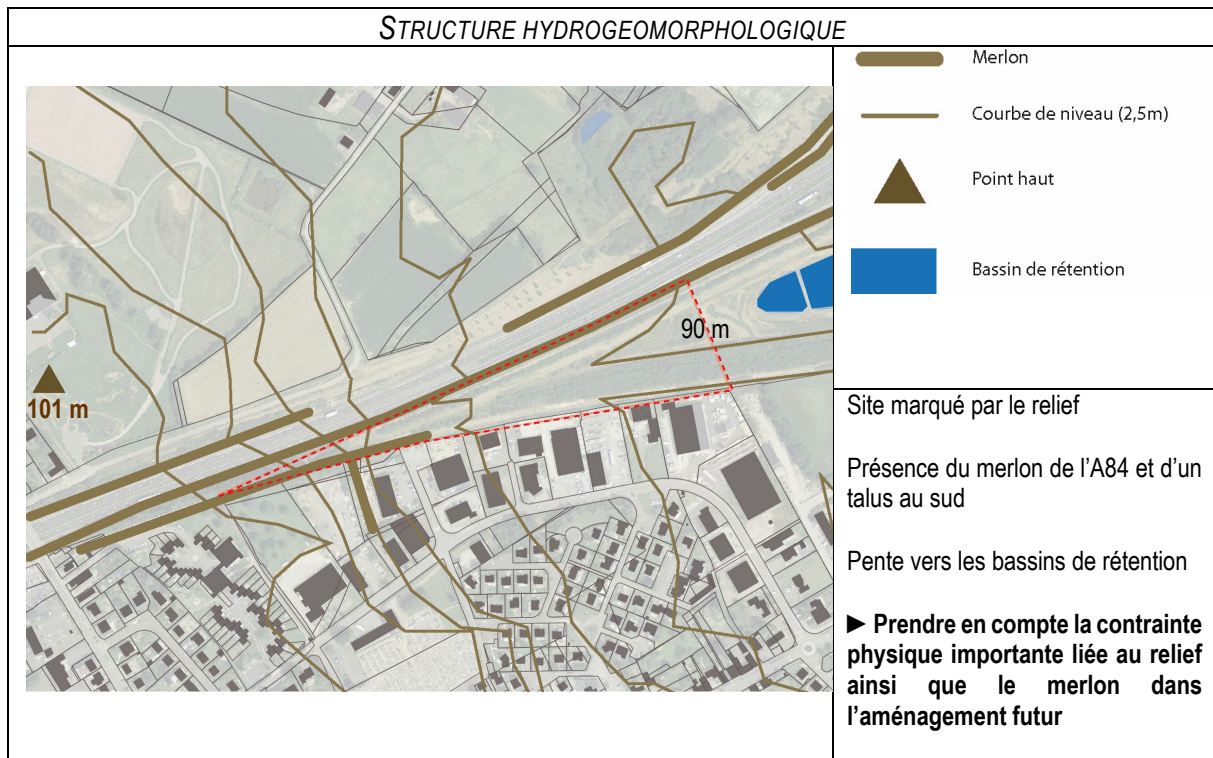 STRUCTURE HYDROGEOMORPHOLOGIQUE
Merlon
Courbe de niveau (2,5m)
Point haut
Bassin de rétention
90 m
101 m
Site marqué par le relief
Présence du merlon de l'A84 et d'un
talus au sud
Pente vers les bassins de rétention
► Prendre en compte la contrainte
physique importante liée au relief
ainsi que le merlon dans
l'aménagement futur